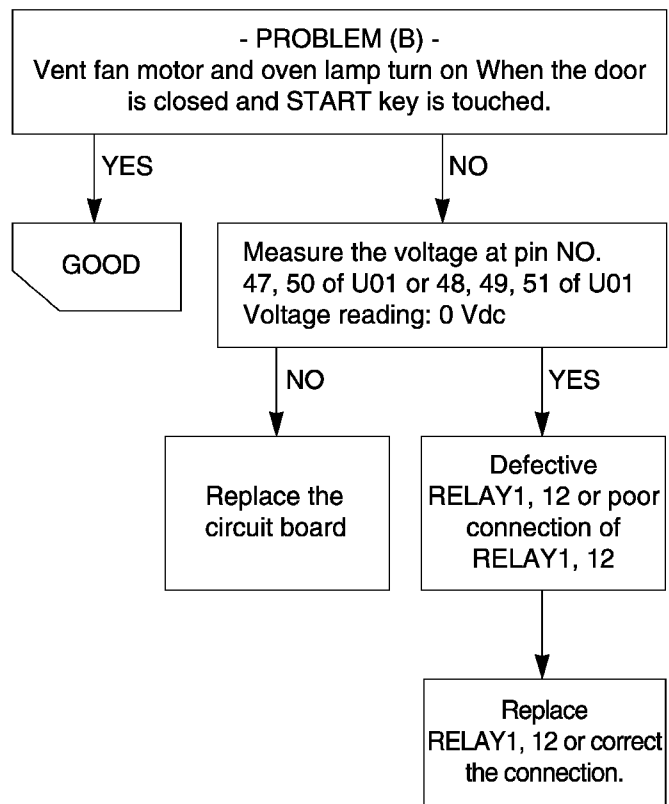 - PROBLEM (B) -
Vent fan motor and oven lamp turn on When the door
is closed and START key is touched.
YES
NO
GOOD
Measure the voltage at pin NO.
47, 50 of U01 or 48, 49, 51 of U01
Voltage reading: 0 Vdc
NO
YES
Replace the
circuit board
Defective
RELAY1, 12 or poor
connection of
RELAY1, 12
Replace
RELAY1, 12 or correct
the connection.